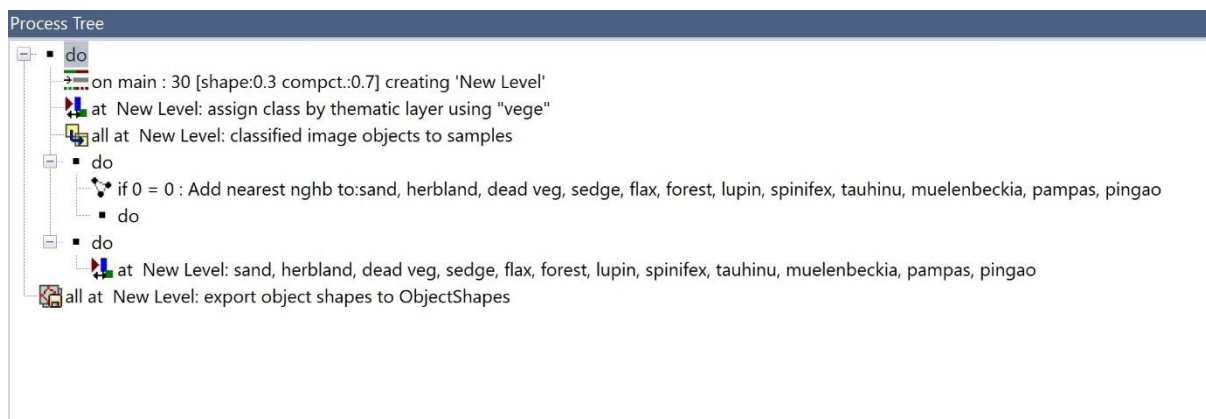 Process Tree
do
on main : 30 [shape:0.3 compct.:0.7] creating 'New Level'
at New Level: assign class by thematic layer using "vege"
all at New Level: classified image objects to samples
do
if 0 = 0 : Add nearest nghb to:sand, herbland, dead veg, sedge, flax, forest, lupin, spinifex, tauhinu, muelenbeckia, pampas, pingao
do
do
at New Level: sand, herbland, dead veg, sedge, flax, forest, lupin, spinifex, tauhinu, muelenbeckia, pampas, pingao
all at New Level: export object shapes to ObjectShapes